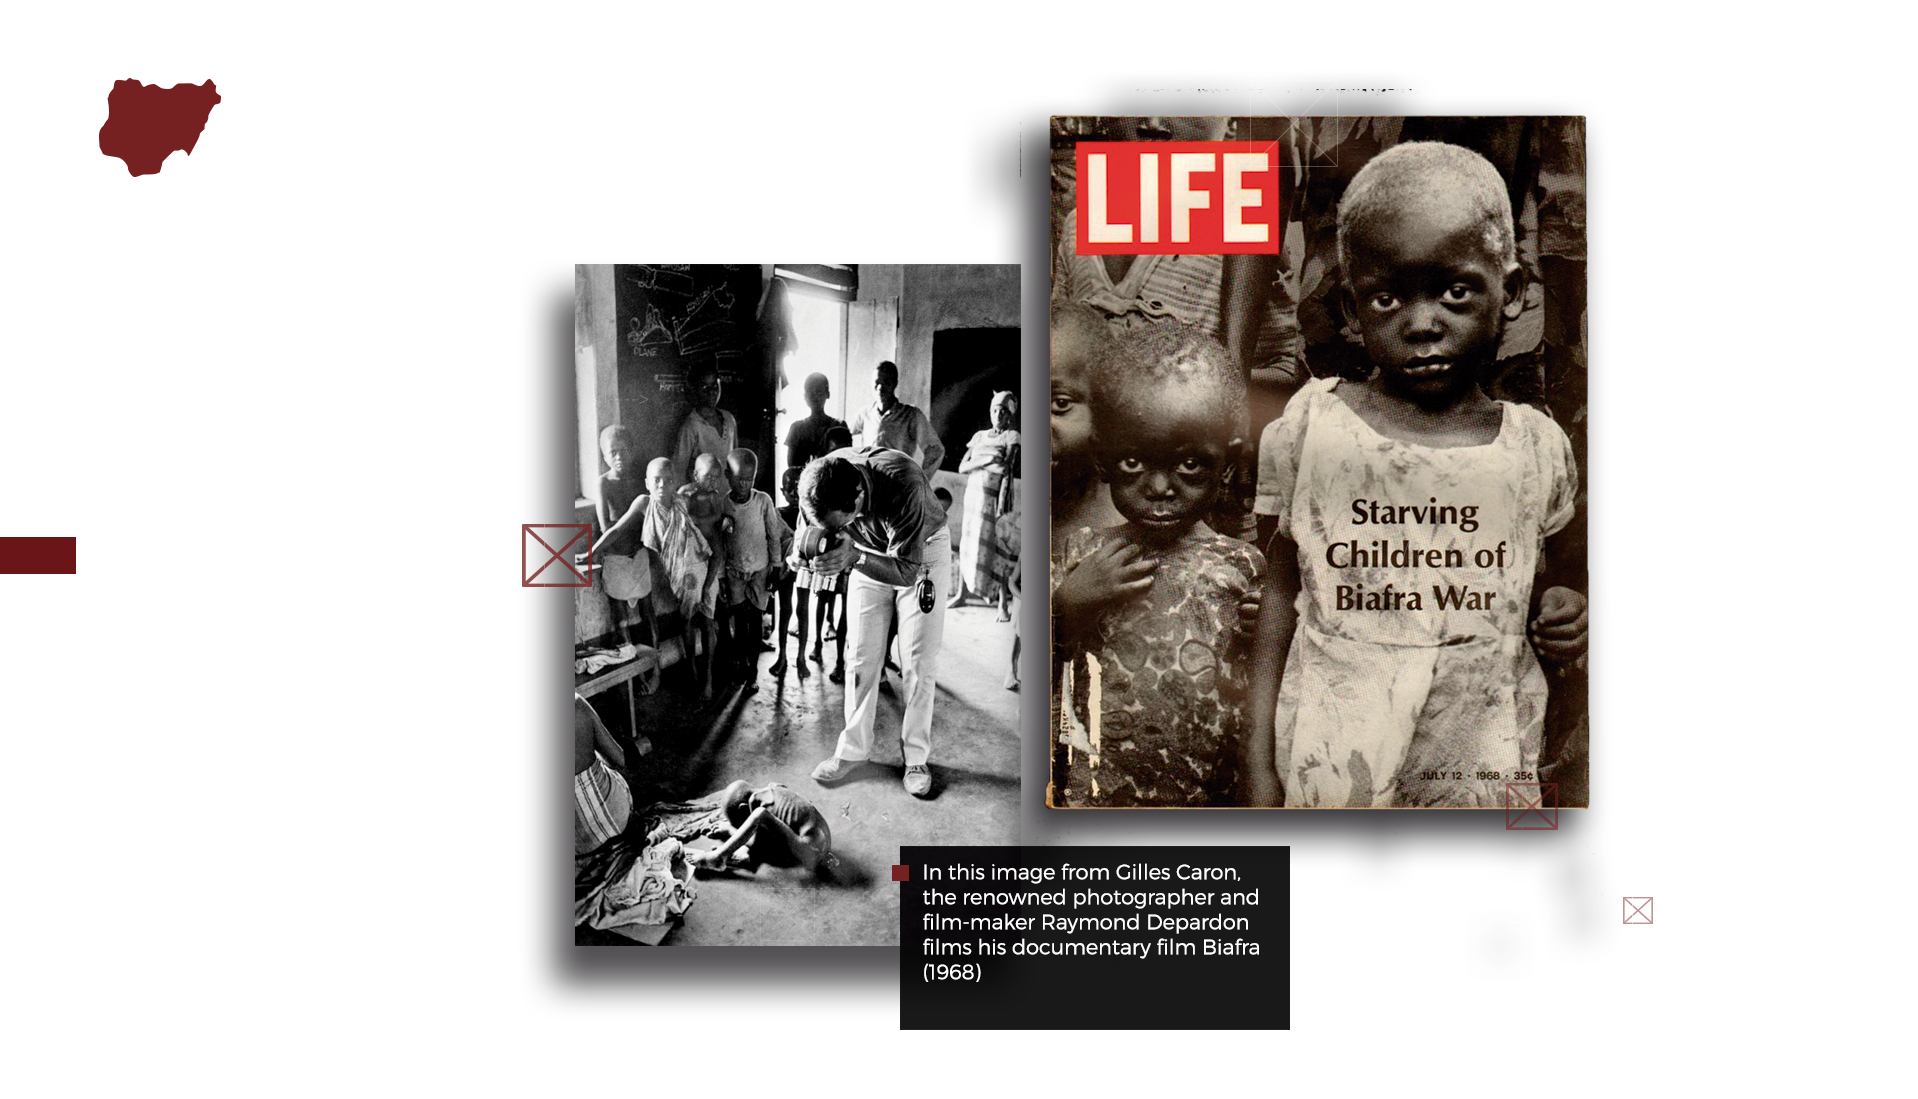 PLANE
LIFE
Starving
Children of
Biafra War
JULY 12 · 1968 · 35¢
In this image from Gilles Caron,
the renowned photographer and
film-maker Raymond Depardon
films his documentary film Biafra
(1968)